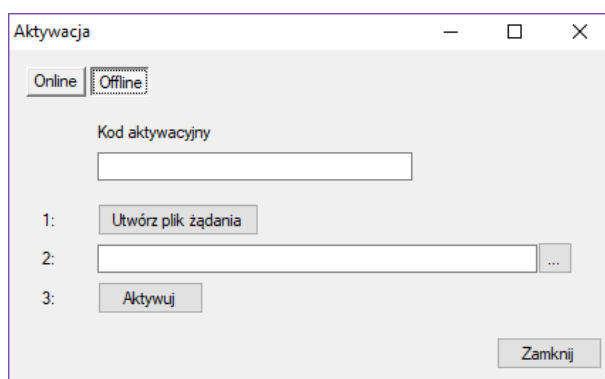 Aktywacja
Online Offline
Kod aktywacyjny
1: Utwórz plik żądania
2: ...
3: Aktywuj
Zamknij